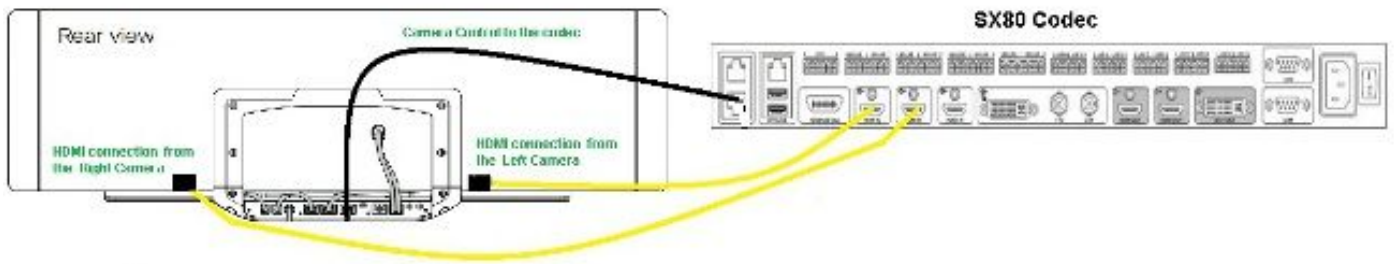 SX80 Codec
Rear view
Camera Control to the codec
HDMI connection from
the Right Camera
HDMI connection from
the Left Camera